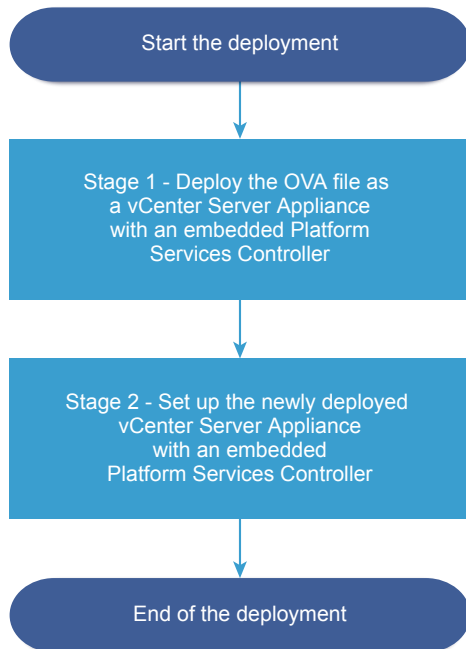 Start the deployment
Stage 1 - Deploy the OVA file as
a vCenter Server Appliance
with an embedded Platform
Services Controller
Stage 2 - Set up the newly deployed
vCenter Server Appliance
with an embedded
Platform Services Controller
End of the deployment